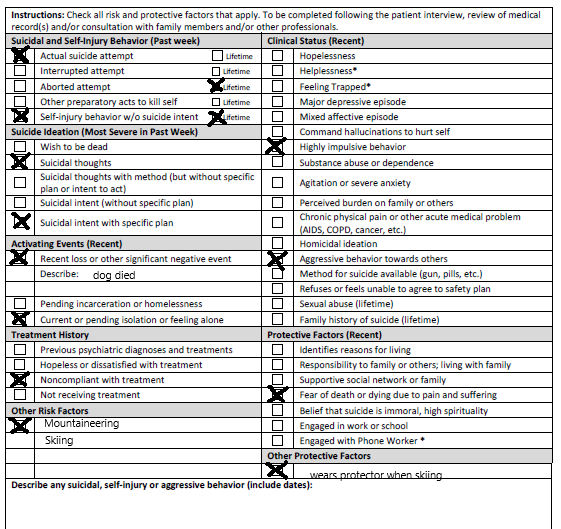 Instructions: Check all risk and protective factors that apply. To be completed following the patient interview, review of medical
record(s) and/or consultation with family members and/or other professionals.
Suicidal and Self-Injury Behavior (Past week)
Actual suicide attempt Lifetime
Interrupted attempt Lifetime
Aborted attempt Lifetime
Other preparatory acts to kill self Lifetime
Self-injury behavior w/o suicide intent Lifetime
Suicide Ideation (Most Severe in Past Week)
Wish to be dead
Suicidal thoughts
Suicidal thoughts with method (but without specific
plan or intent to act)
Suicidal intent (without specific plan)
Suicidal intent with specific plan
Activating Events (Recent)
Recent loss or other significant negative event
Describe: dog died
Pending incarceration or homelessness
Current or pending isolation or feeling alone
Treatment History
Previous psychiatric diagnoses and treatments
Hopeless or dissatisfied with treatment
Noncompliant with treatment
Not receiving treatment
Other Risk Factors
Mountaineering
Skiing
Clinical Status (Recent)
Hopelessness
Helplessness*
Feeling Trapped*
Major depressive episode
Mixed affective episode
Command hallucinations to hurt self
Highly impulsive behavior
Substance abuse or dependence
Agitation or severe anxiety
Perceived burden on family or others
Chronic physical pain or other acute medical problem
(AIDS, COPD, cancer, etc.)
Homicidal ideation
Aggressive behavior towards others
Method for suicide available (gun, pills, etc.)
Refuses or feels unable to agree to safety plan
Sexual abuse (lifetime)
Family history of suicide (lifetime)
Protective Factors (Recent)
Identifies reasons for living
Responsibility to family or others; living with family
Supportive social network or family
Fear of death or dying due to pain and suffering
Belief that suicide is immoral, high spirituality
Engaged in work or school
Engaged with Phone Worker *
Other Protective Factors
wears protector when skiing
Describe any suicidal, self-injury or aggressive behavior (include dates):